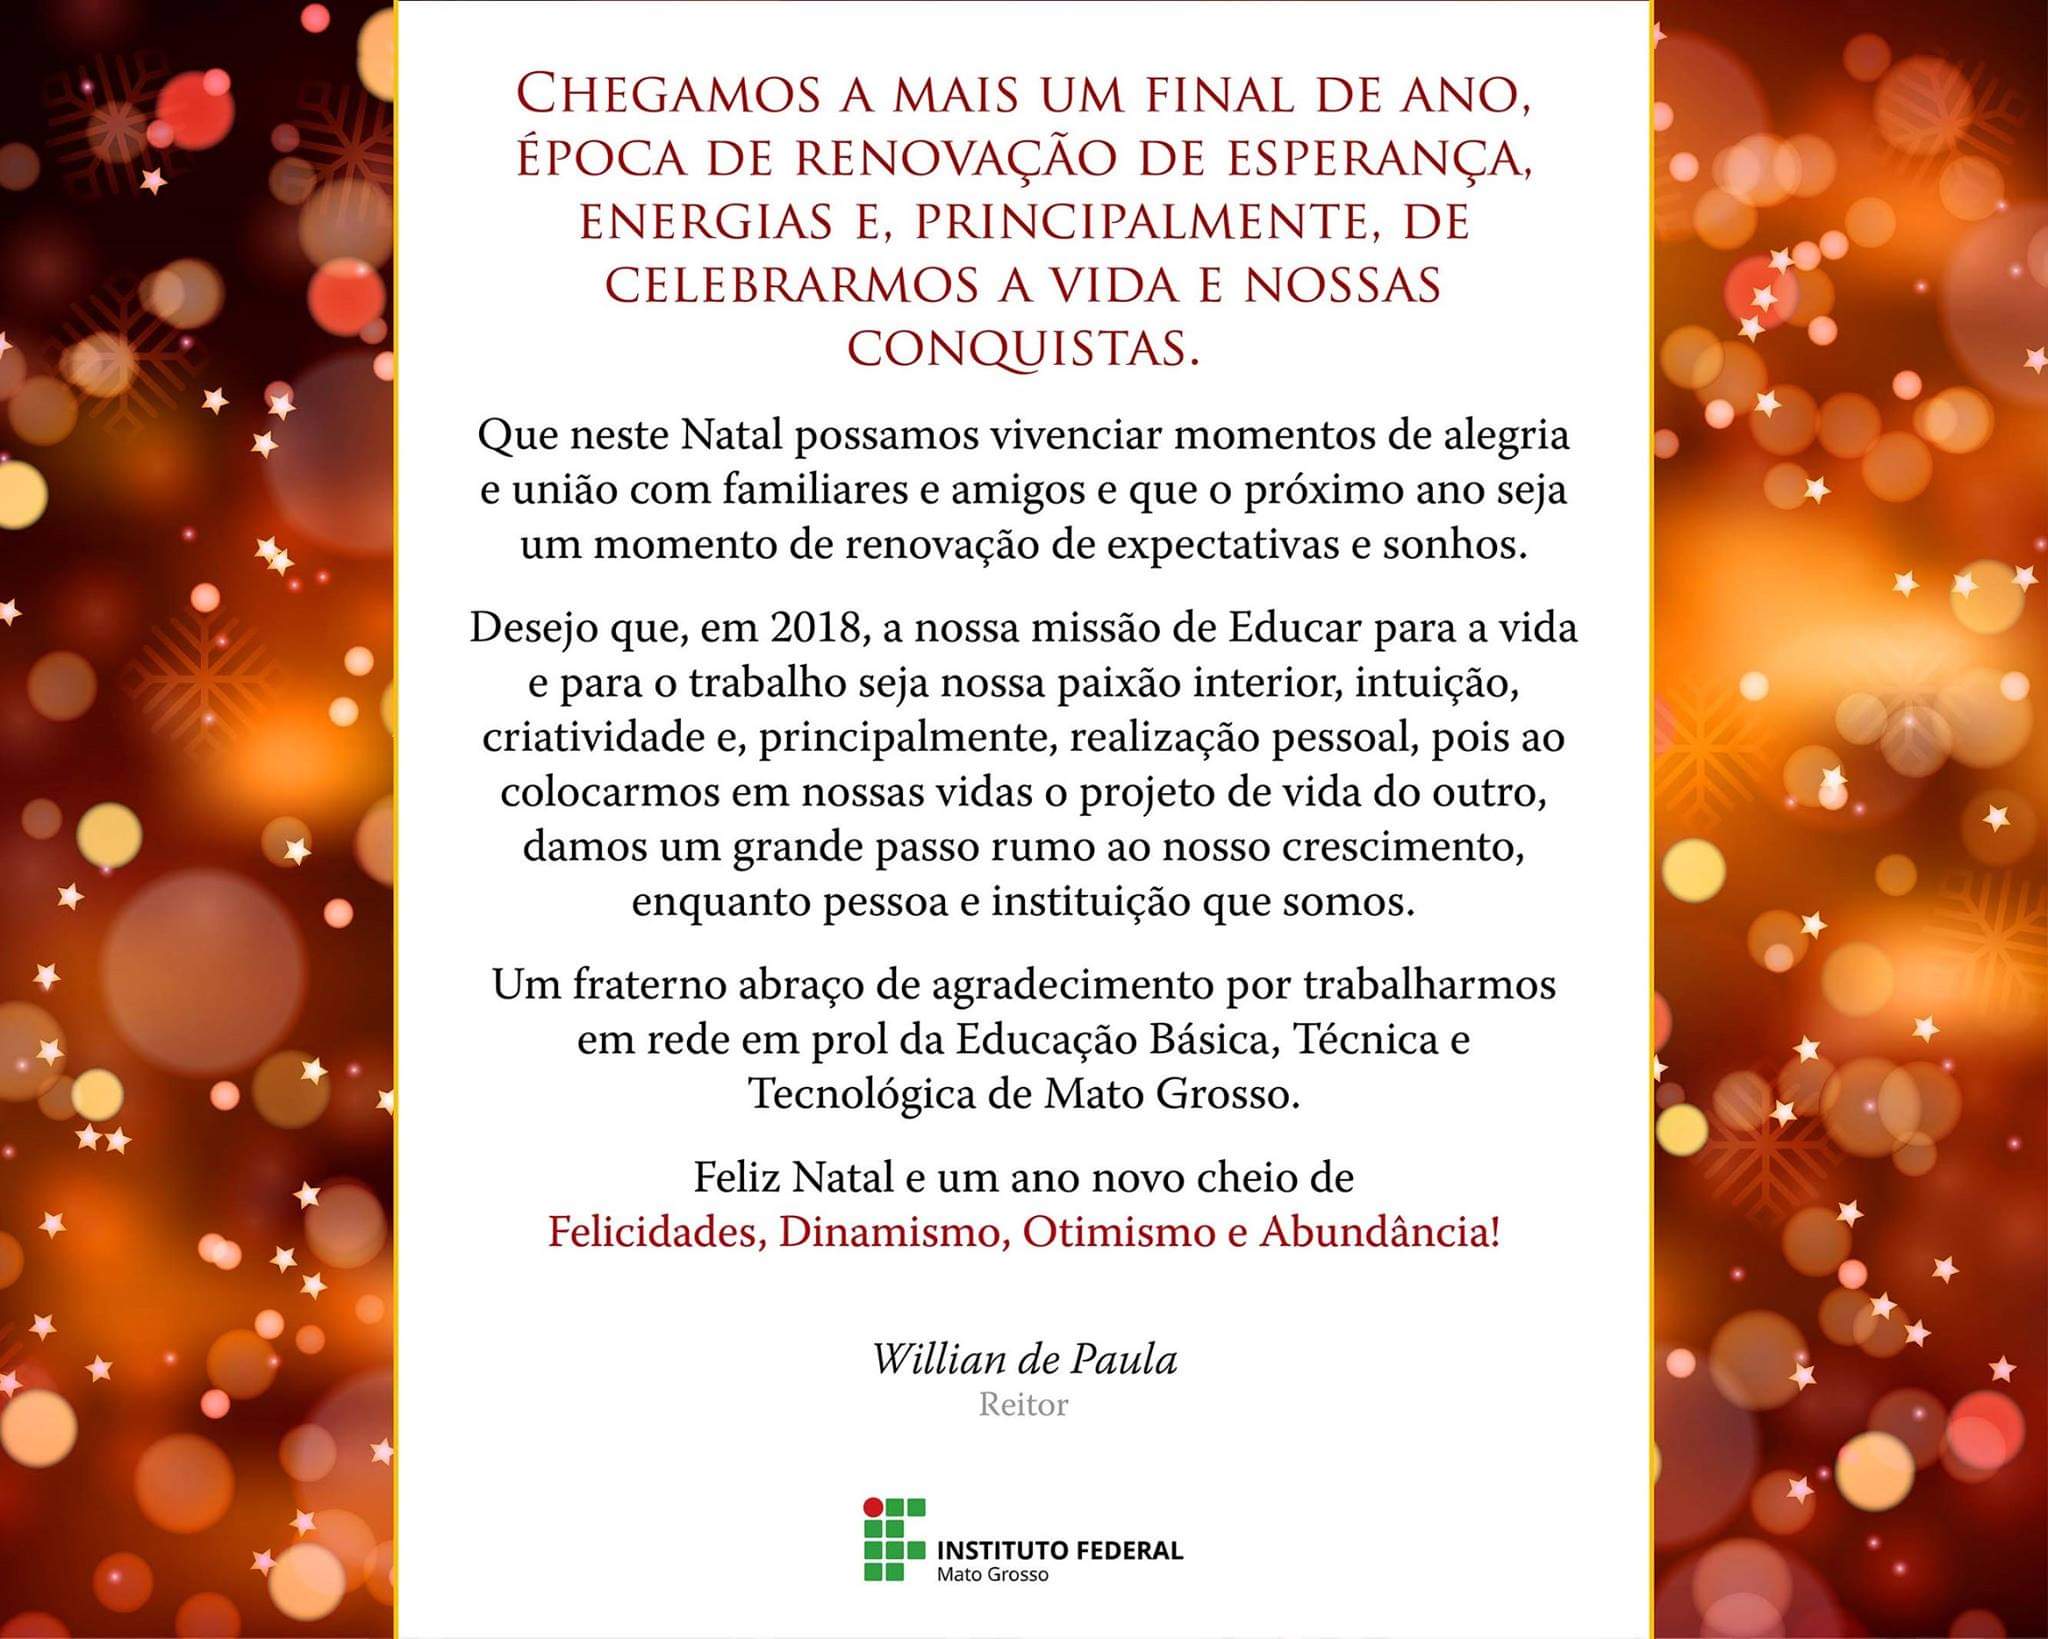 CHEGAMOS A MAIS UM FINAL DE ANO,
ÉPOCA DE RENOVAÇÃO DE ESPERANÇA,
ENERGIAS E, PRINCIPALMENTE, DE
CELEBRARMOS A VIDA E NOSSAS
CONQUISTAS.
Que neste Natal possamos vivenciar momentos de alegria
e união com familiares e amigos e que o próximo ano seja
um momento de renovação de expectativas e sonhos.
Desejo que, em 2018, a nossa missão de Educar para a vida
e para o trabalho seja nossa paixão interior, intuição,
criatividade e, principalmente, realização pessoal, pois ao
colocarmos em nossas vidas o projeto de vida do outro,
damos um grande passo rumo ao nosso crescimento,
enquanto pessoa e instituição que somos.
Um fraterno abraço de agradecimento por trabalharmos
em rede em prol da Educação Básica, Técnica e
Tecnológica de Mato Grosso.
Feliz Natal e um ano novo cheio de
Felicidades, Dinamismo, Otimismo e Abundância!
Willian de Paula
Reitor
INSTITUTO FEDERAL
Mato Grosso